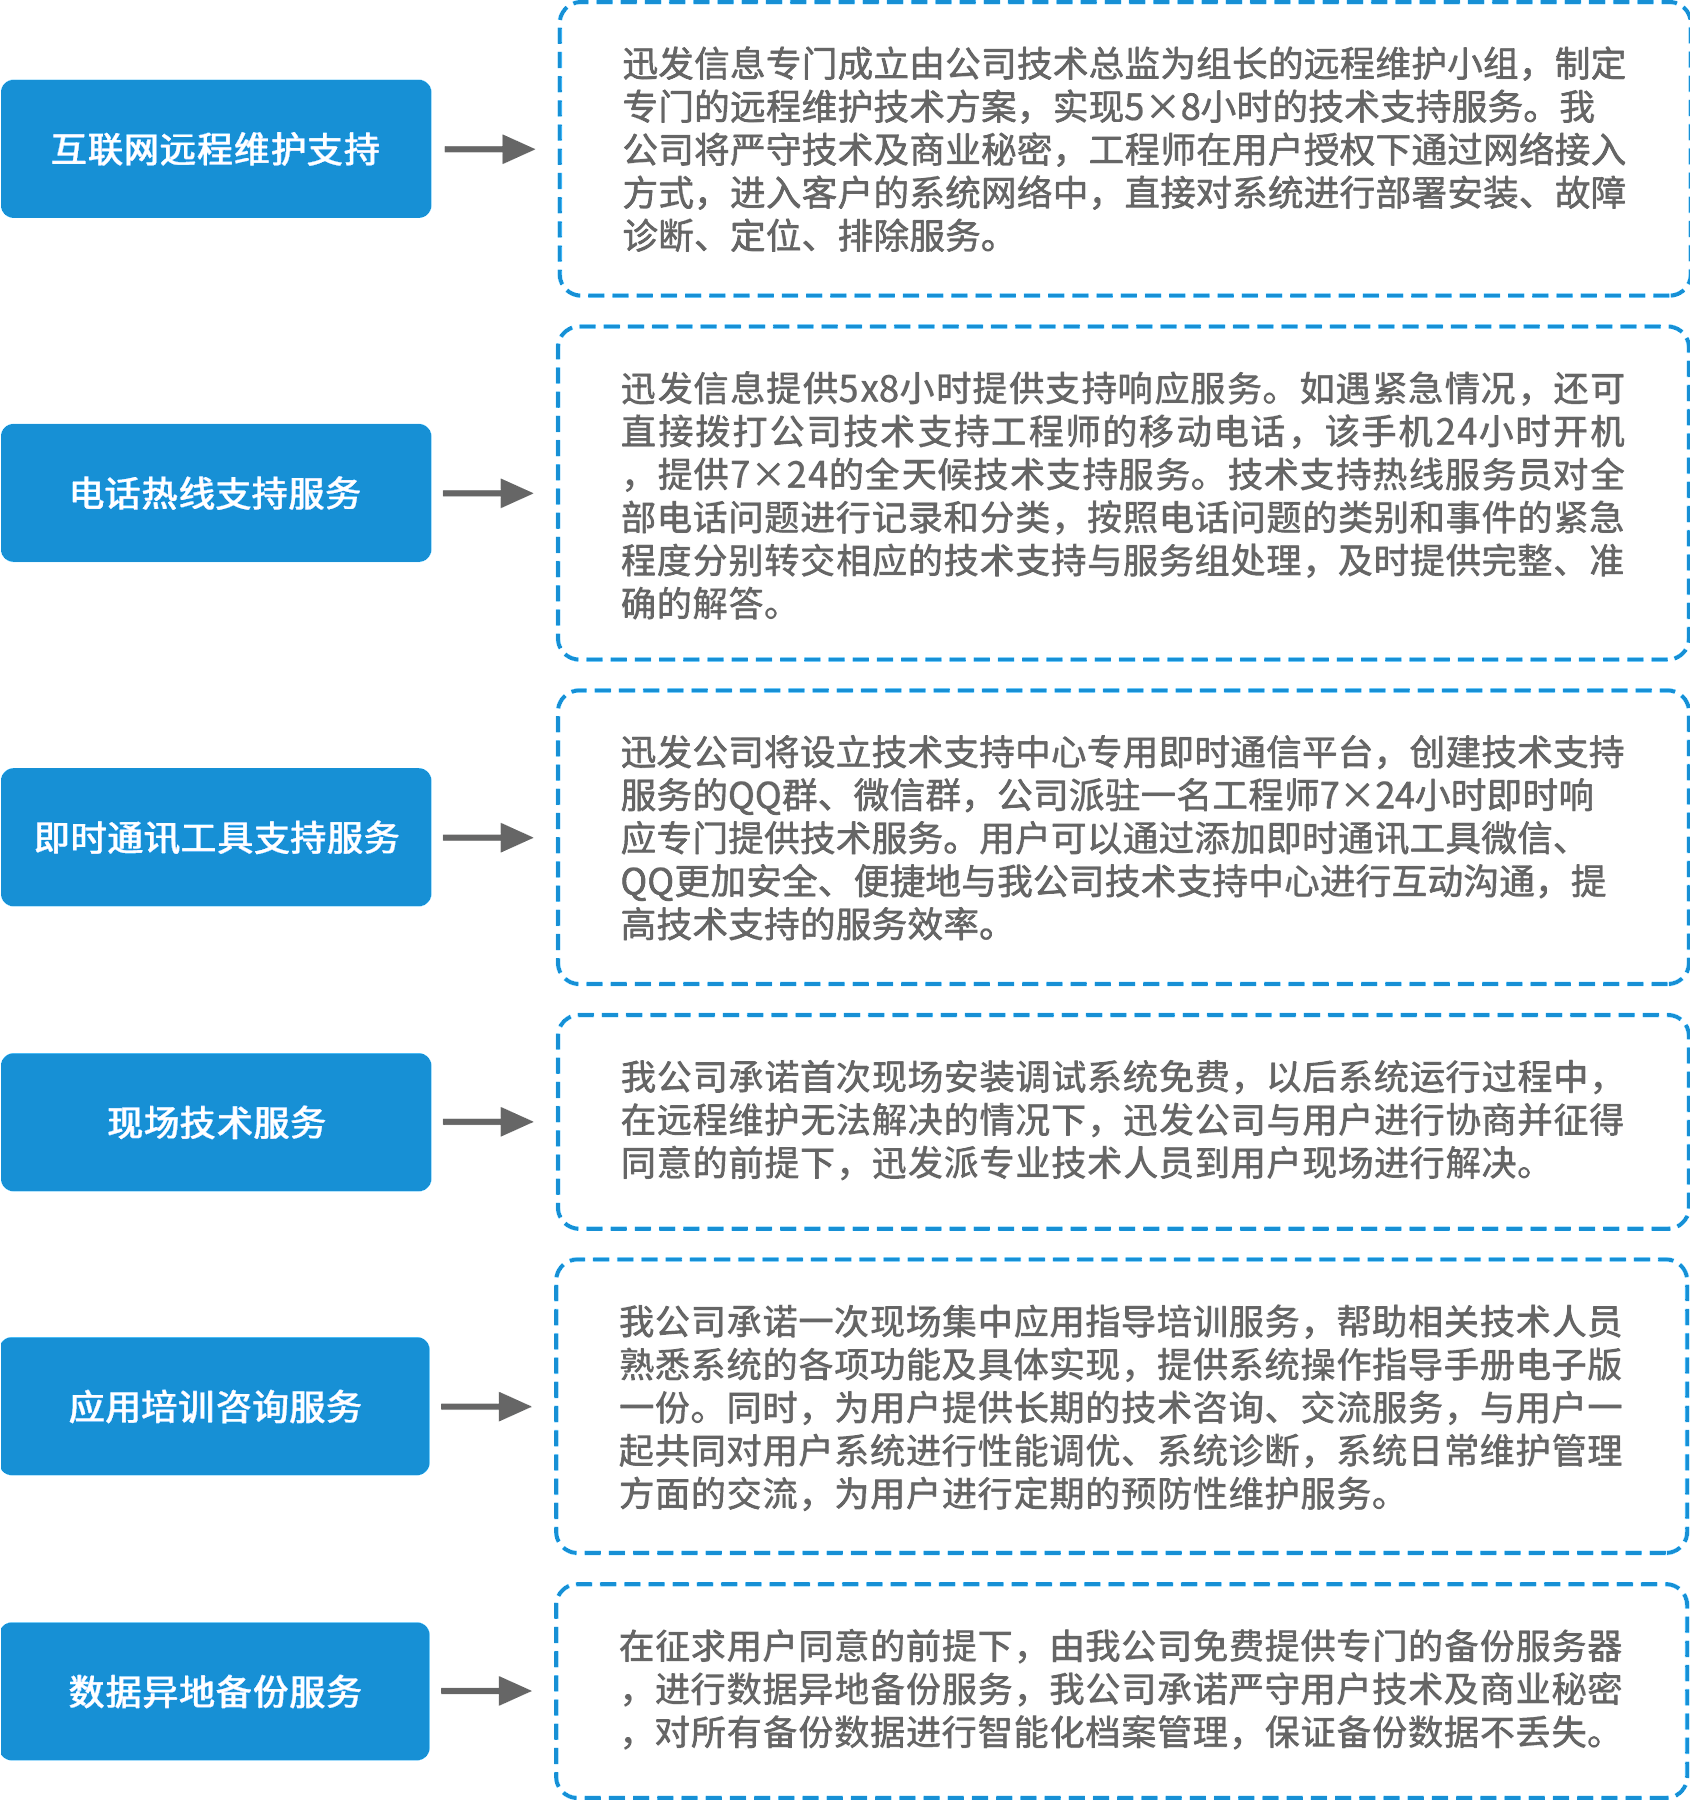 互联网远程维护支持
迅发信息专门成立由公司技术总监为组长的远程维护小组，制定
专门的远程维护技术方案，实现5×8小时的技术支持服务。我
公司将严守技术及商业秘密，工程师在用户授权下通过网络接入
方式，进入客户的系统网络中，直接对系统进行部署安装、故障
诊断、定位、排除服务。
电话热线支持服务
迅发信息提供5x8小时提供支持响应服务。如遇紧急情况，还可
直接拨打公司技术支持工程师的移动电话，该手机24小时开机
，提供7×24的全天候技术支持服务。技术支持热线服务员对全
部电话问题进行记录和分类，按照电话问题的类别和事件的紧急
程度分别转交相应的技术支持与服务组处理，及时提供完整、准
确的解答。
即时通讯工具支持服务
迅发公司将设立技术支持中心专用即时通信平台，创建技术支持
服务的QQ群、微信群，公司派驻一名工程师7×24小时即时响
应专门提供技术服务。用户可以通过添加即时通讯工具微信、
QQ更加安全、便捷地与我公司技术支持中心进行互动沟通，提
高技术支持的服务效率。
现场技术服务
我公司承诺首次现场安装调试系统免费，以后系统运行过程中，
在远程维护无法解决的情况下，迅发公司与用户进行协商并征得
同意的前提下，迅发派专业技术人员到用户现场进行解决。
应用培训咨询服务
我公司承诺一次现场集中应用指导培训服务，帮助相关技术人员
熟悉系统的各项功能及具体实现，提供系统操作指导手册电子版
一份。同时，为用户提供长期的技术咨询、交流服务，与用户一
起共同对用户系统进行性能调优、系统诊断，系统日常维护管理
方面的交流，为用户进行定期的预防性维护服务。
数据异地备份服务
在征求用户同意的前提下，由我公司免费提供专门的备份服务器
，进行数据异地备份服务，我公司承诺严守用户技术及商业秘密
，对所有备份数据进行智能化档案管理，保证备份数据不丢失。